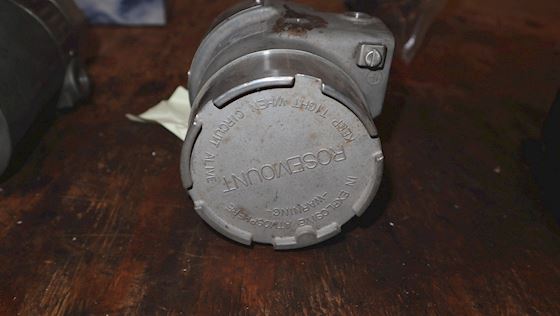 -WARNING-
IN EXPLOSIVE ATMOSPHERE
ROSEMOUNT
KEEP TIGHT WHEN CIRCUIT ALIVE